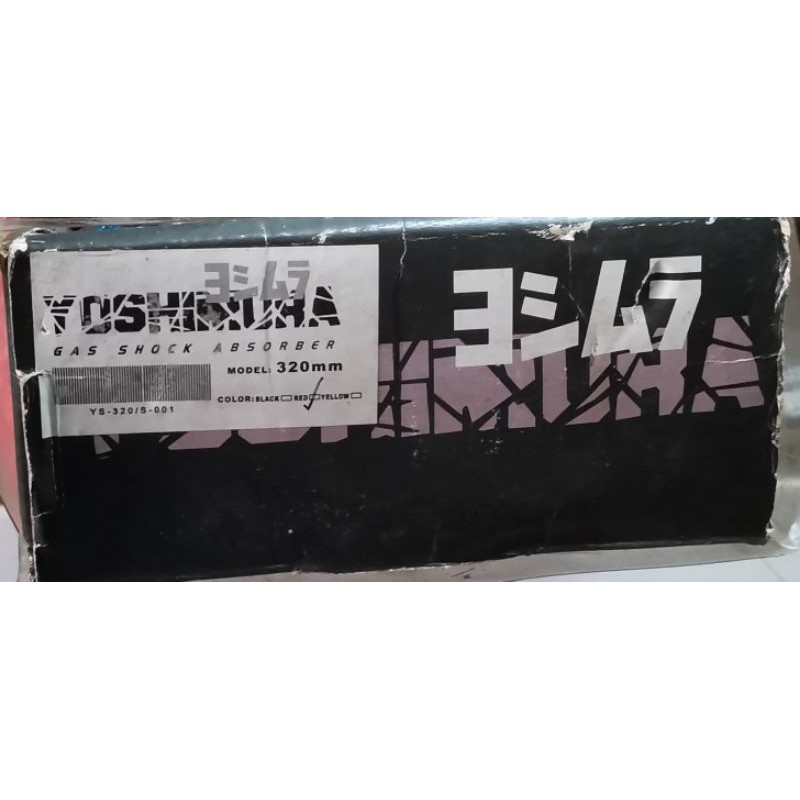 ヨシムラ
YOSHIMURA
GAS SHOCK ABSORBER
MODEL: 320mm
COLOR: BLACK RED YELLOW
YS-320/S-001
ヨシムラ
YOSHIMURA